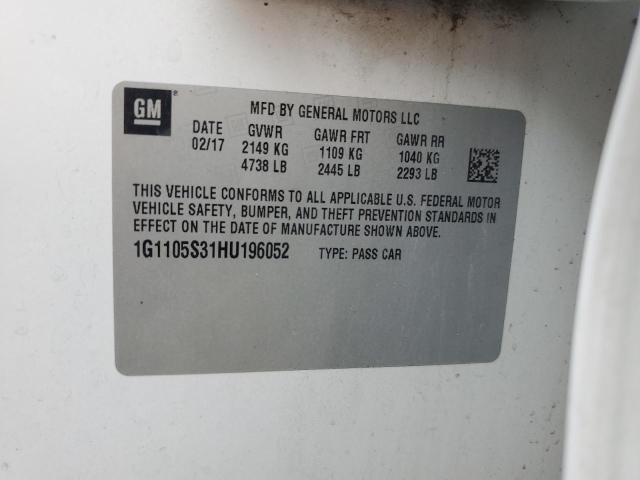 GM
MFD BY GENERAL MOTORS LLC
DATE GVWR GAWR FRT GAWR RR
02/17 2149 KG 1109 KG 1040 KG
4738 LB 2445 LB 2293 LB
THIS VEHICLE CONFORMS TO ALL APPLICABLE U.S. FEDERAL MOTOR
VEHICLE SAFETY, BUMPER, AND THEFT PREVENTION STANDARDS IN
EFFECT ON THE DATE OF MANUFACTURE SHOWN ABOVE.
1G1105S31HU196052 TYPE: PASS CAR